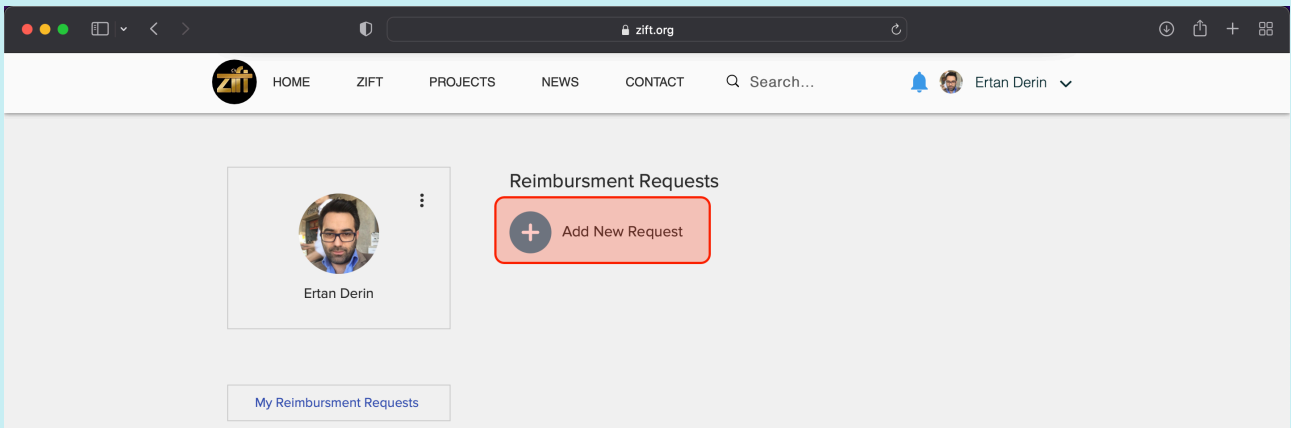 zift.org
Zift HOME ZIFT PROJECTS NEWS CONTACT Search... Ertan Derin
Reimbursment Requests
Add New Request
Ertan Derin
My Reimbursment Requests